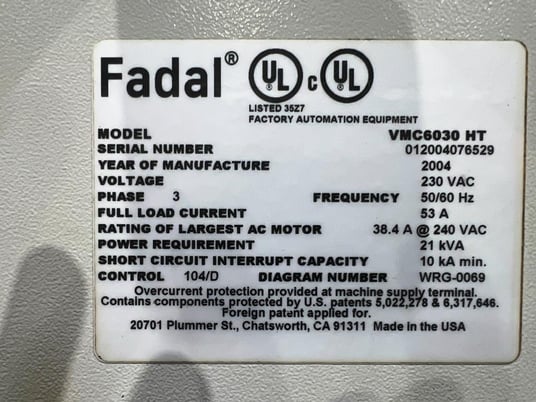 Fadal® UL® c UL®
LISTED 35Z7
FACTORY AUTOMATION EQUIPMENT
MODEL VMC6030 HT
SERIAL NUMBER 012004076529
YEAR OF MANUFACTURE 2004
VOLTAGE 230 VAC
PHASE 3 FREQUENCY 50/60 Hz
FULL LOAD CURRENT 53 A
RATING OF LARGEST AC MOTOR 38.4 A @ 240 VAC
POWER REQUIREMENT 21 kVA
SHORT CIRCUIT INTERRUPT CAPACITY 10 kA min.
CONTROL 104/D DIAGRAM NUMBER WRG-0069
Overcurrent protection provided at machine supply terminal.
Contains components protected by U.S. patents 5,022,278 & 6,317,646.
Foreign patent applied for.
20701 Plummer St., Chatsworth, CA 91311 Made in the USA